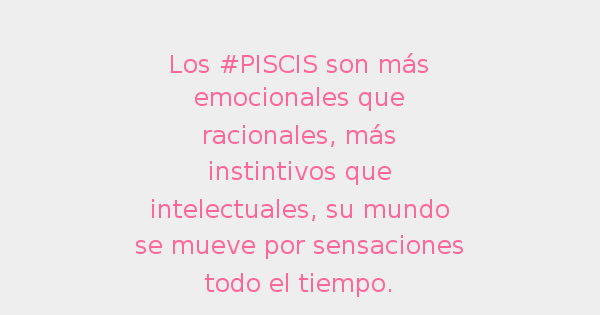 Los #PISCIS son más
emocionales que
racionales, más
instintivos que
intelectuales, su mundo
se mueve por sensaciones
todo el tiempo.